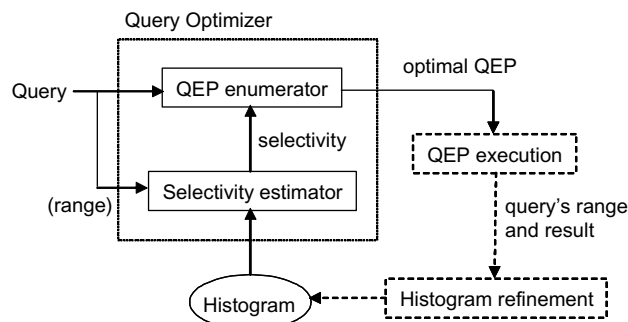 Query Optimizer
Query
QEP enumerator
optimal QEP
selectivity
QEP execution
(range)
Selectivity estimator
query's range
and result
Histogram
Histogram refinement